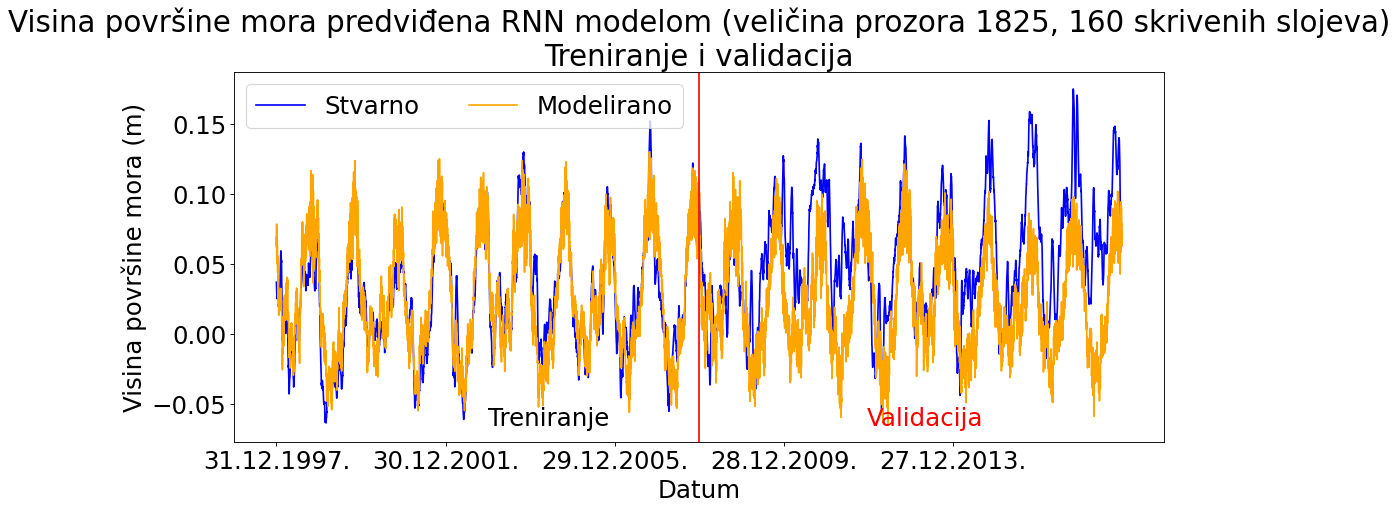 Visina površine mora predviđena RNN modelom (veličina prozora 1825, 160 skrivenih slojeva)
Treniranje i validacija
Stvarno
Modelirano
Visina površine mora (m)
0.15
0.10
0.05
0.00
−0.05
Treniranje
Validacija
31.12.1997.
30.12.2001.
29.12.2005.
28.12.2009.
27.12.2013.
Datum